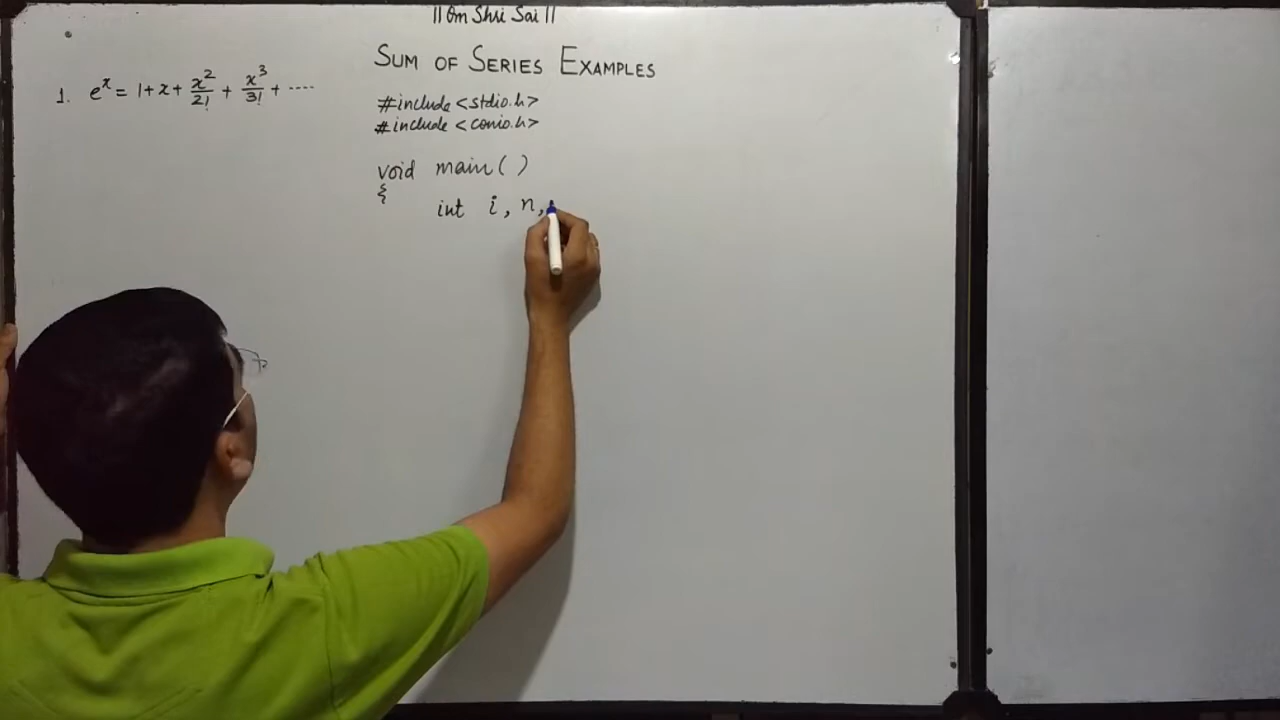 || Om Shri Sai ||
SUM OF SERIES EXAMPLES
1. e^x = 1 + x + x^2/2! + x^3/3! + ....
#include <stdio.h>
#include <conio.h>
void main( )
{
int i, n,